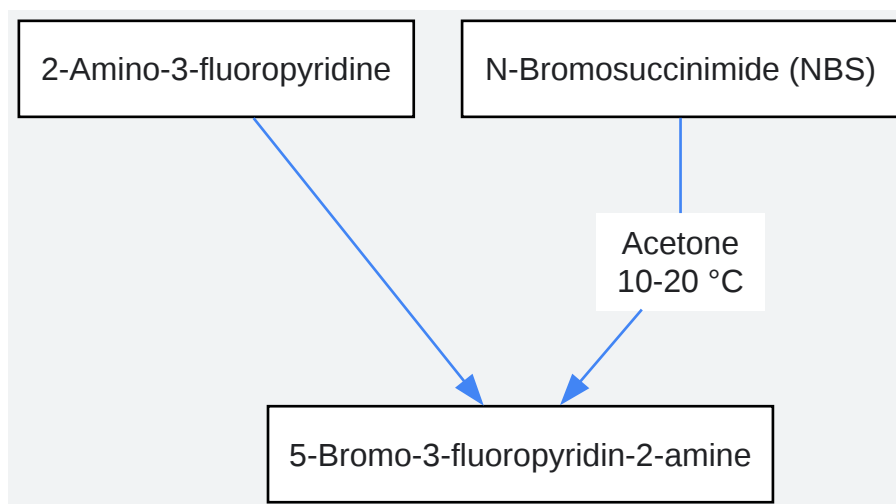 2-Amino-3-fluoropyridine
N-Bromosuccinimide (NBS)
Acetone
10-20 °C
5-Bromo-3-fluoropyridin-2-amine